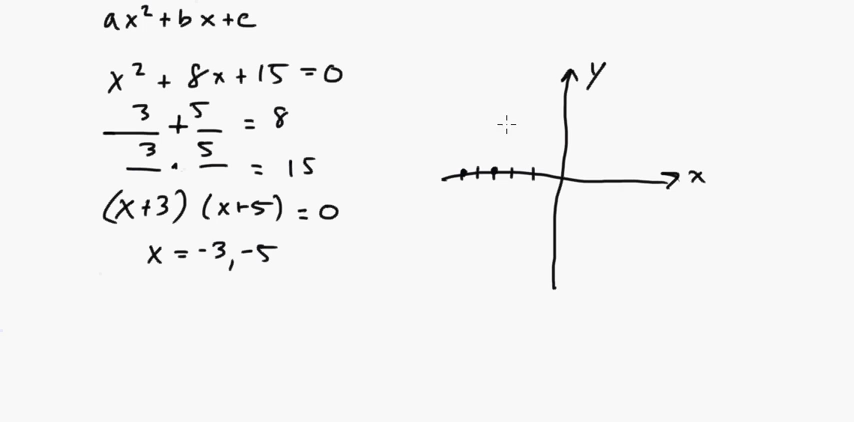 ax² + bx + c
x² + 8x + 15 = 0
3 + 5 = 8
3 · 5 = 15
(x+3) (x+5) = 0
x = -3, -5
y
x